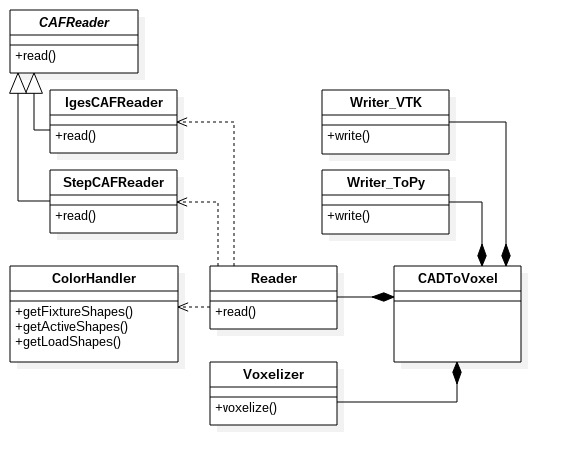 CAFReader
+read()
IgesCAFReader
+read()
Writer_VTK
+write()
StepCAFReader
+read()
Writer_ToPy
+write()
ColorHandler
+getFixtureShapes()
+getActiveShapes()
+getLoadShapes()
Reader
+read()
CADToVoxel
Voxelizer
+voxelize()